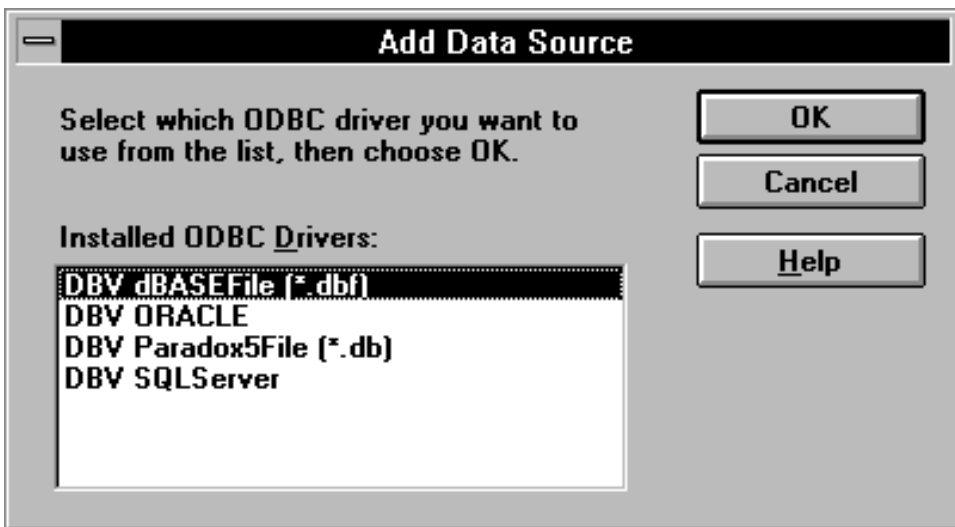 Add Data Source
Select which ODBC driver you want to
use from the list, then choose OK.
OK
Cancel
Help
Installed ODBC Drivers:
DBV dBASEFile (*.dbf)
DBV ORACLE
DBV Paradox5File (*.db)
DBV SQLServer